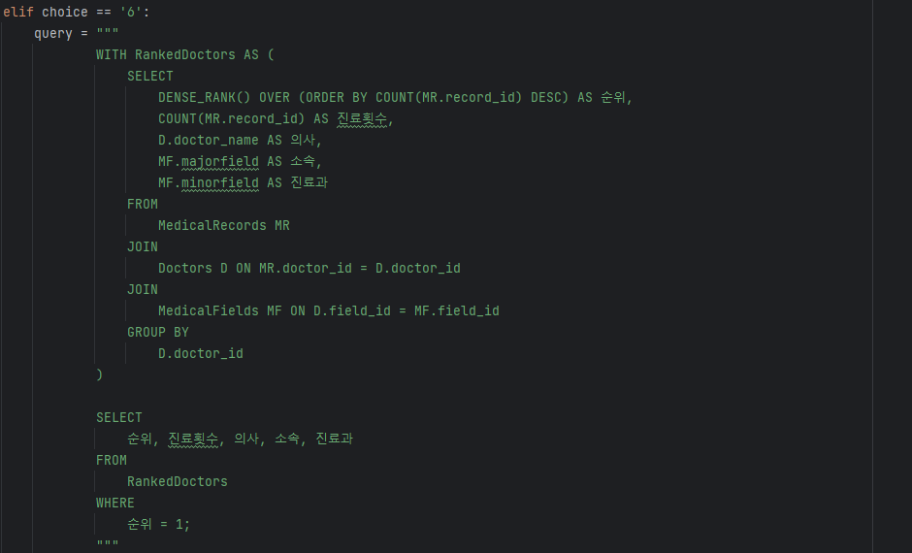 elif choice == '6':
query = """
WITH RankedDoctors AS (
SELECT
DENSE_RANK() OVER (ORDER BY COUNT(MR.record_id) DESC) AS 순위,
COUNT(MR.record_id) AS 진료횟수,
D.doctor_name AS 의사,
MF.majorfield AS 소속,
MF.minorfield AS 진료과
FROM
MedicalRecords MR
JOIN
Doctors D ON MR.doctor_id = D.doctor_id
JOIN
MedicalFields MF ON D.field_id = MF.field_id
GROUP BY
D.doctor_id
)
SELECT
순위, 진료횟수, 의사, 소속, 진료과
FROM
RankedDoctors
WHERE
순위 = 1;
"""